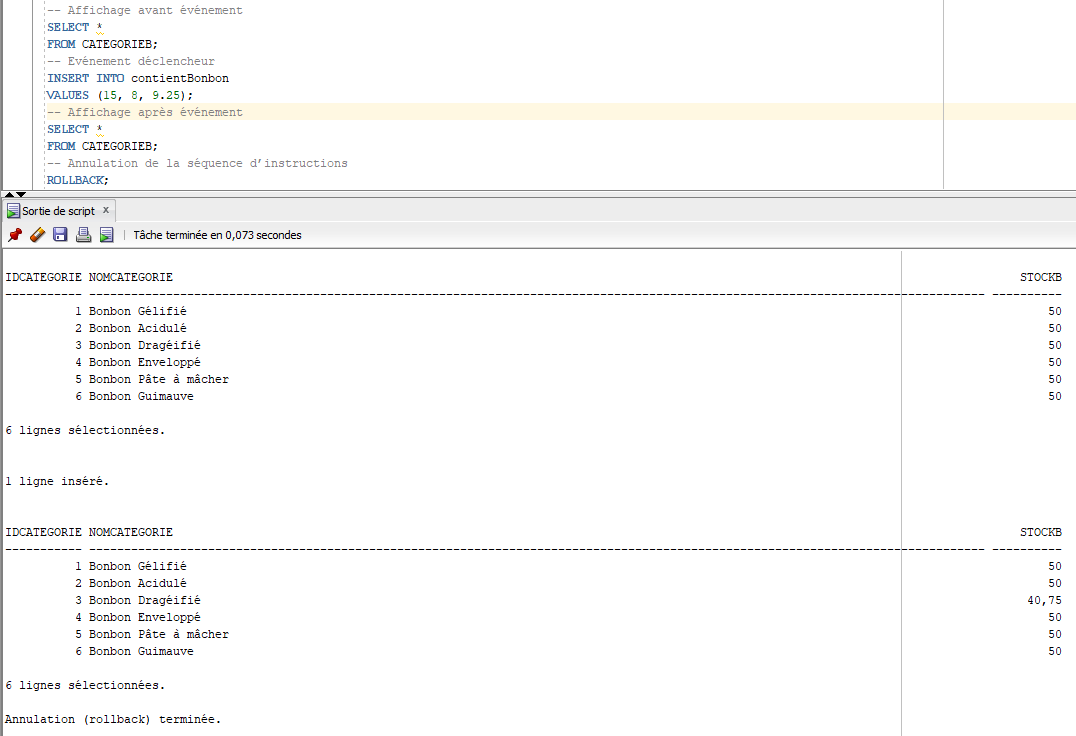 -- Affichage avant événement
SELECT *
FROM CATEGORIEB;
-- Evénement déclencheur
INSERT INTO contientBonbon
VALUES (15, 8, 9.25);
-- Affichage après événement
SELECT *
FROM CATEGORIEB;
-- Annulation de la séquence d’instructions
ROLLBACK;
Sortie de script x
Tâche terminée en 0,073 secondes
IDCATEGORIE NOMCATEGORIE STOCKB
----------- -------------------------------------------------------------------------------------------------------------------------------- ----------
1 Bonbon Gélifié 50
2 Bonbon Acidulé 50
3 Bonbon Dragéifié 50
4 Bonbon Enveloppé 50
5 Bonbon Pâte à mâcher 50
6 Bonbon Guimauve 50
6 lignes sélectionnées.
1 ligne inséré.
IDCATEGORIE NOMCATEGORIE STOCKB
----------- -------------------------------------------------------------------------------------------------------------------------------- ----------
1 Bonbon Gélifié 50
2 Bonbon Acidulé 50
3 Bonbon Dragéifié 40,75
4 Bonbon Enveloppé 50
5 Bonbon Pâte à mâcher 50
6 Bonbon Guimauve 50
6 lignes sélectionnées.
Annulation (rollback) terminée.